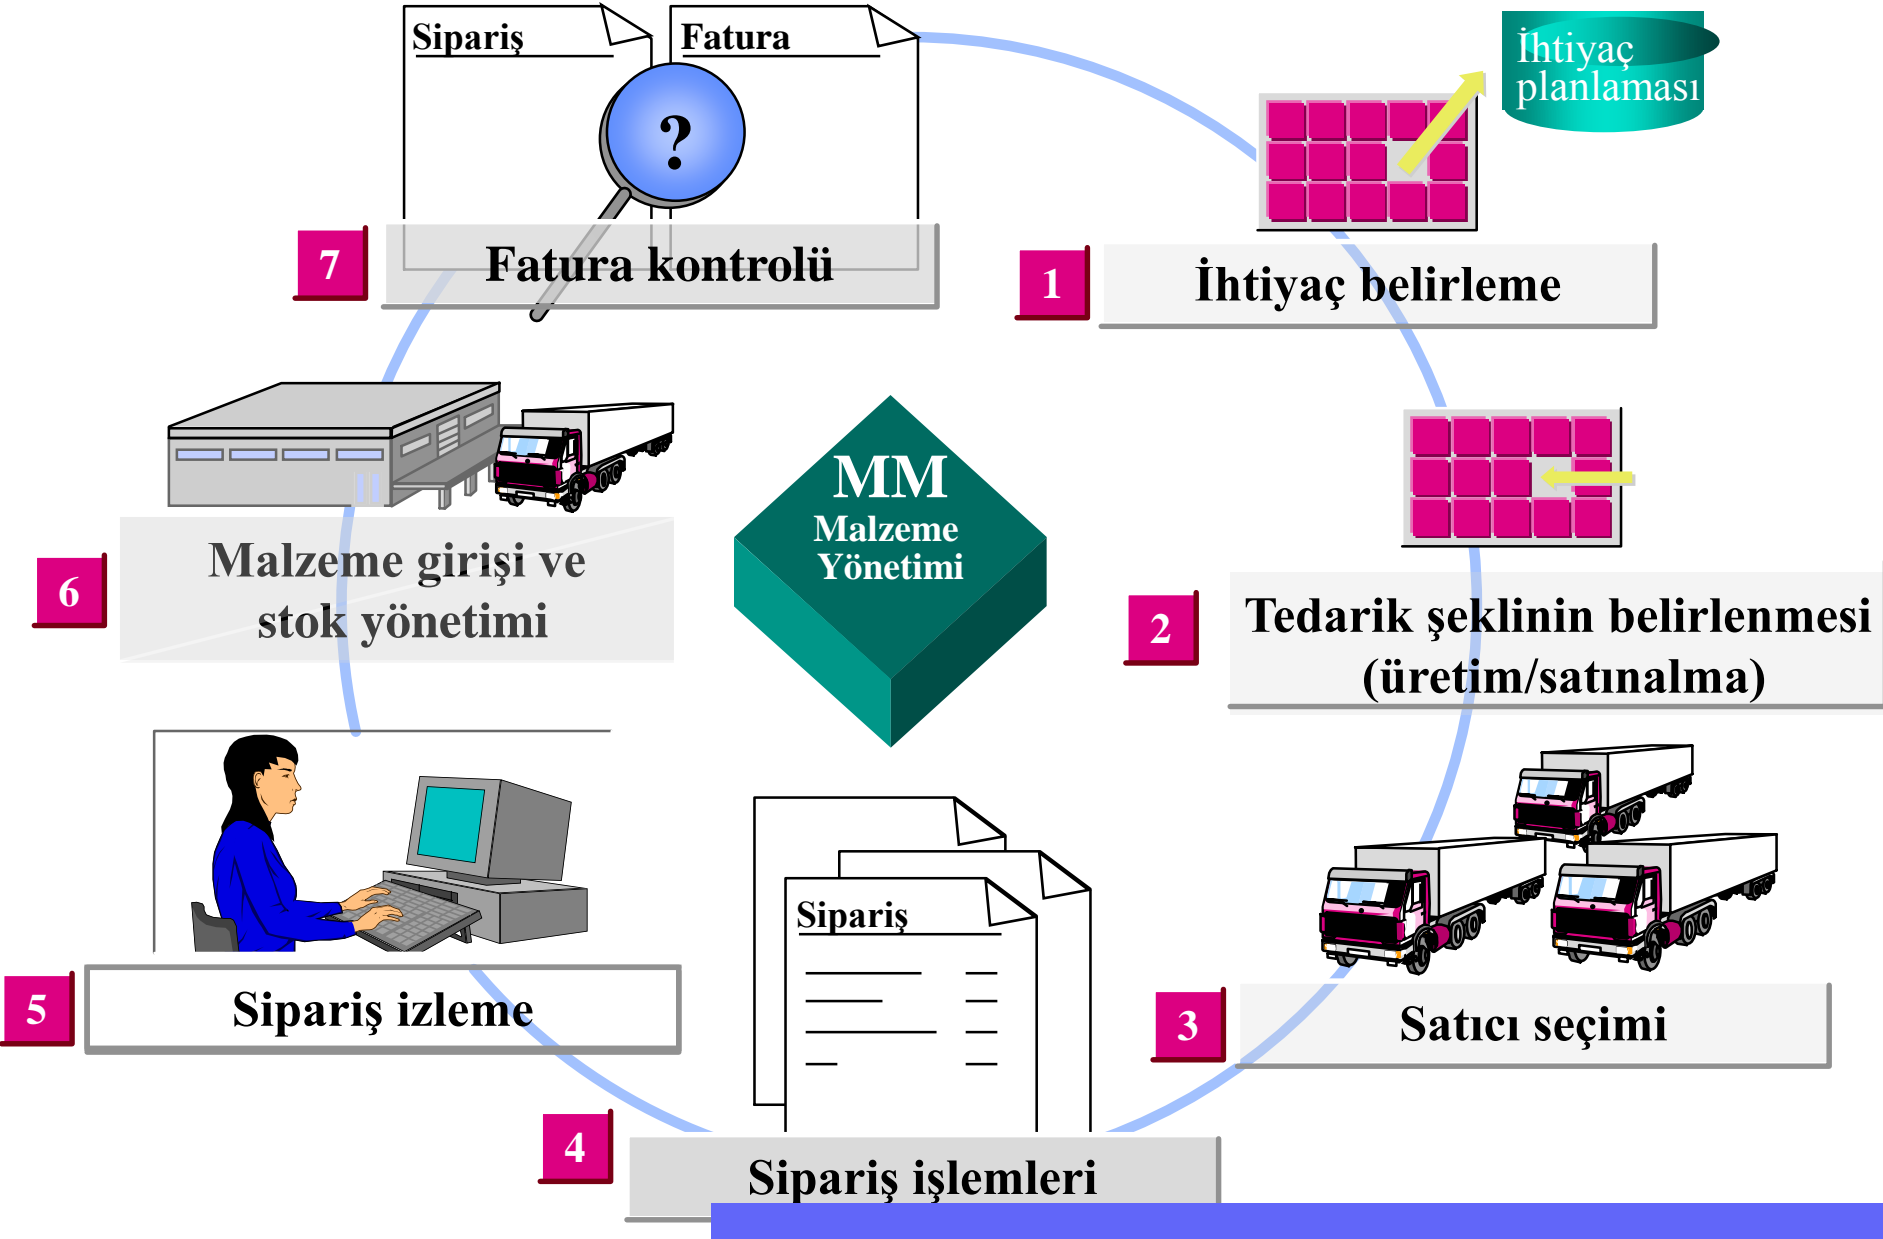 Sipariş
Fatura
?
7
Fatura kontrolü
İhtiyaç
planlaması
1
İhtiyaç belirleme
MM
Malzeme
Yönetimi
6
Malzeme girişi ve
stok yönetimi
2
Tedarik şeklinin belirlenmesi
(üretim/satınalma)
5
Sipariş izleme
Sipariş
3
Satıcı seçimi
4
Sipariş işlemleri